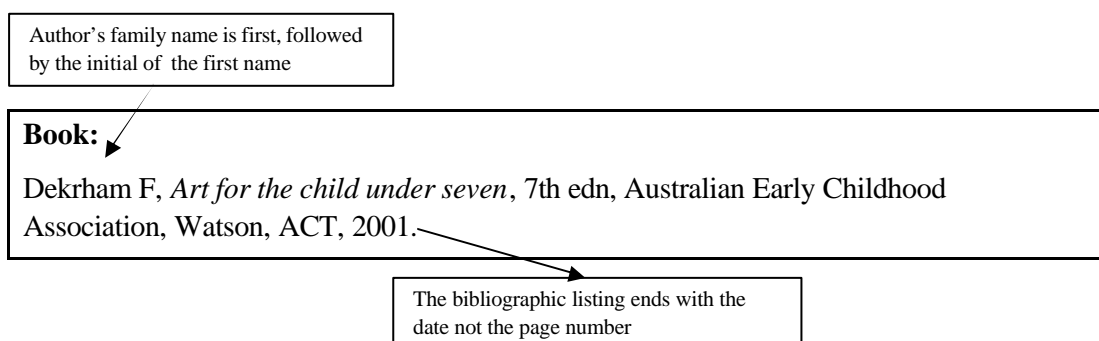 Author's family name is first, followed
by the initial of the first name
Book:
Dekrham F, Art for the child under seven, 7th edn, Australian Early Childhood
Association, Watson, ACT, 2001.
The bibliographic listing ends with the
date not the page number